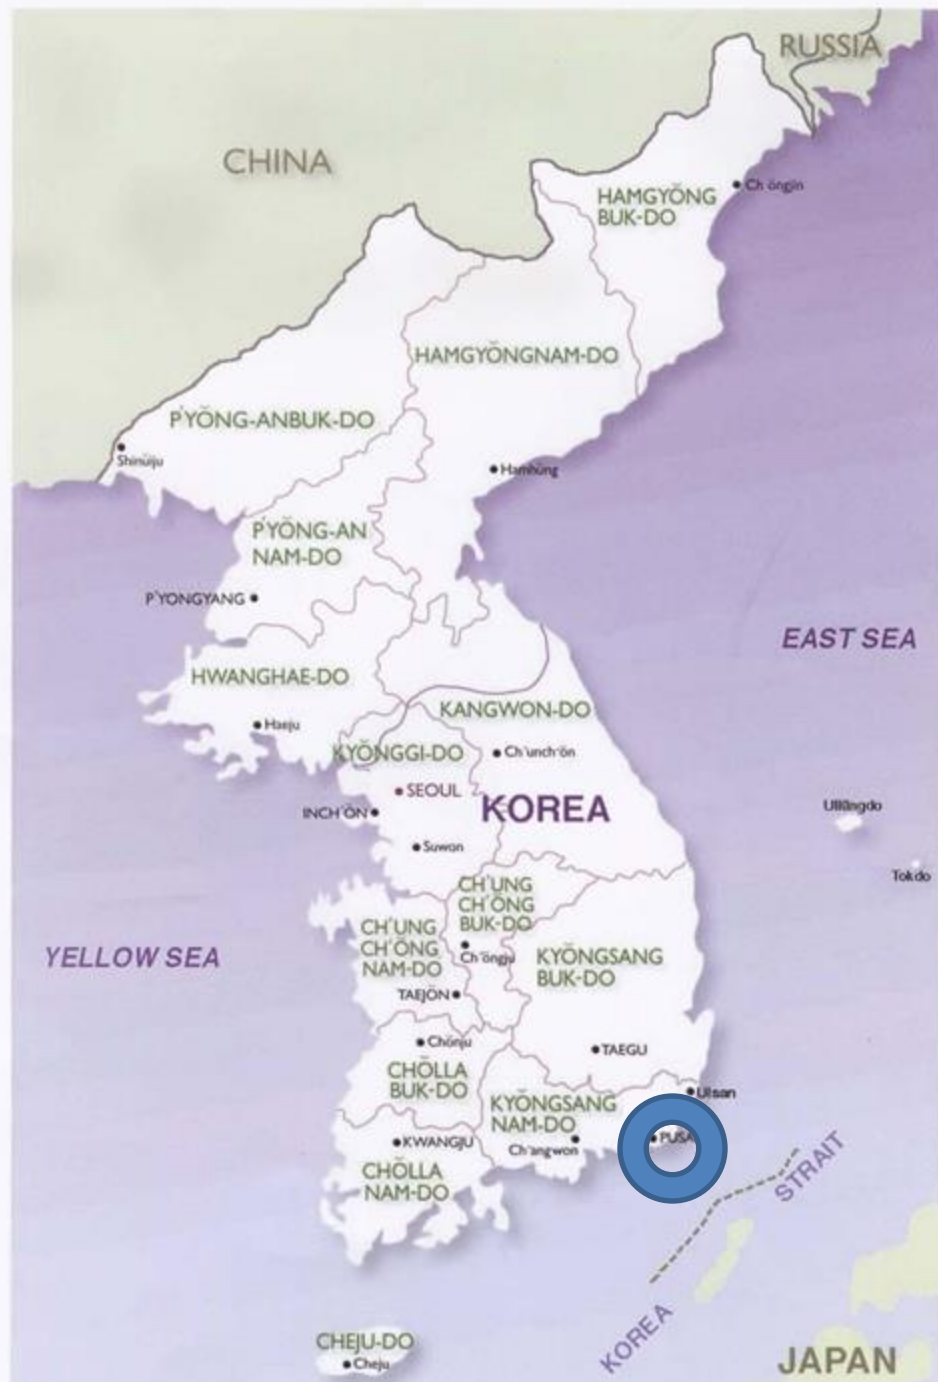 RUSSIA
CHINA
Ch'ŏngjin
HAMGYŎNG
BUK-DO
HAMGYŎNGNAM-DO
P'YŎNG-ANBUK-DO
Shinŭiju
Hamhŭng
P'YŎNG-AN
NAM-DO
P'YONGYANG
EAST SEA
HWANGHAE-DO
KANGWON-DO
Haeju
KYŎNGGI-DO
Ch'unch'ŏn
SEOUL
KOREA
INCH'ŎN
Ullŭngdo
Suwon
Tokdo
CH'UNG
CH'ŎNG
BUK-DO
CH'UNG
CH'ŎNG
NAM-DO
Ch'ŏngju
YELLOW SEA
KYŎNGSANG
BUK-DO
TAEJŎN
Chŏnju
TAEGU
CHŎLLA
BUK-DO
Ulsan
KYŎNGSANG
NAM-DO
PUSA
KWANGJU
Ch'angwon
CHŎLLA
NAM-DO
KOREA STRAIT
CHEJU-DO
Cheju
JAPAN